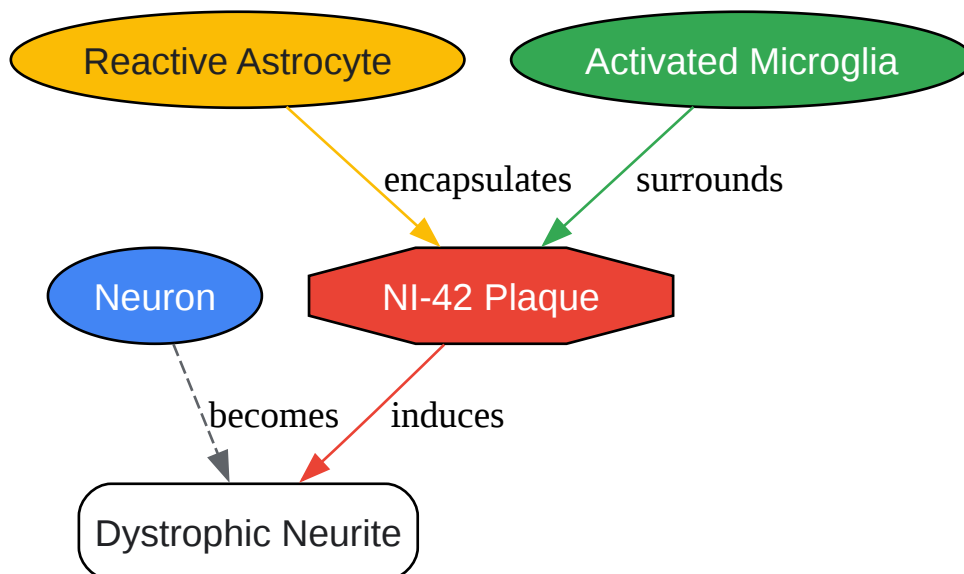 Reactive Astrocyte
Activated Microglia
encapsulates
surrounds
Neuron
NI-42 Plaque
becomes
induces
Dystrophic Neurite